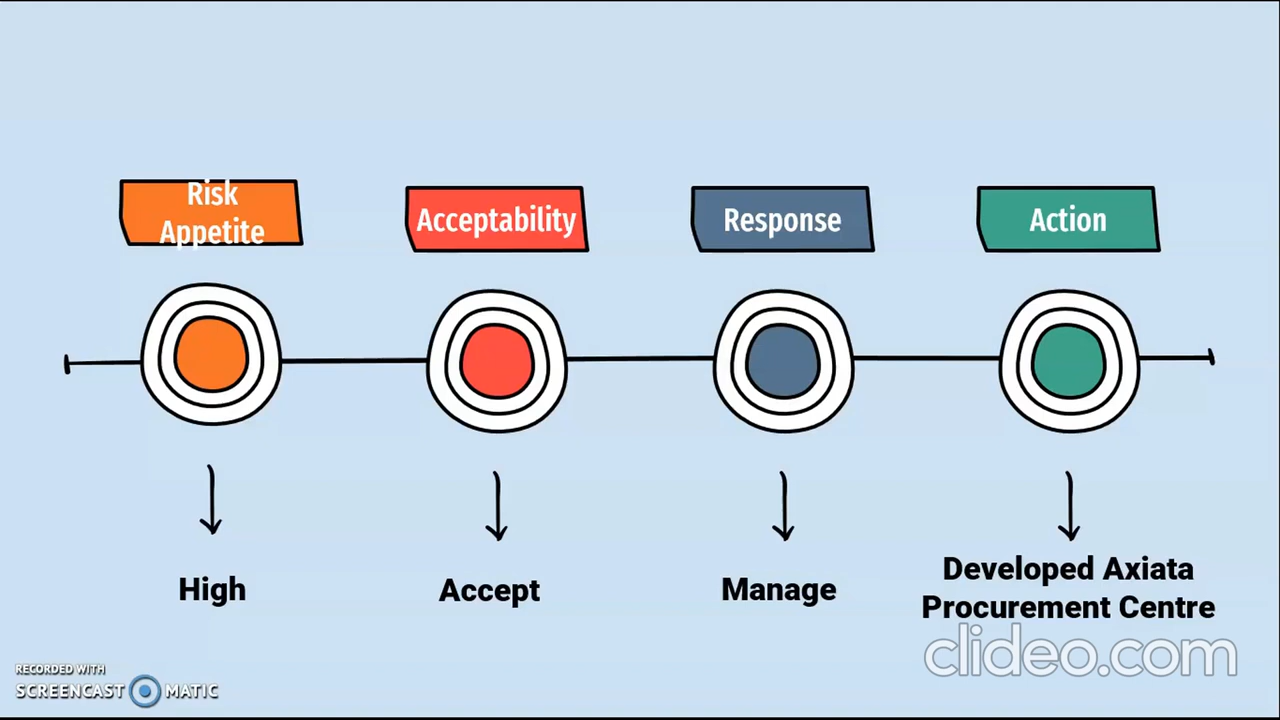 Risk
Appetite
Acceptability
Response
Action
High
Accept
Manage
Developed Axiata
Procurement Centre
clideo.com
RECORDED WITH
SCREENCAST MATIC